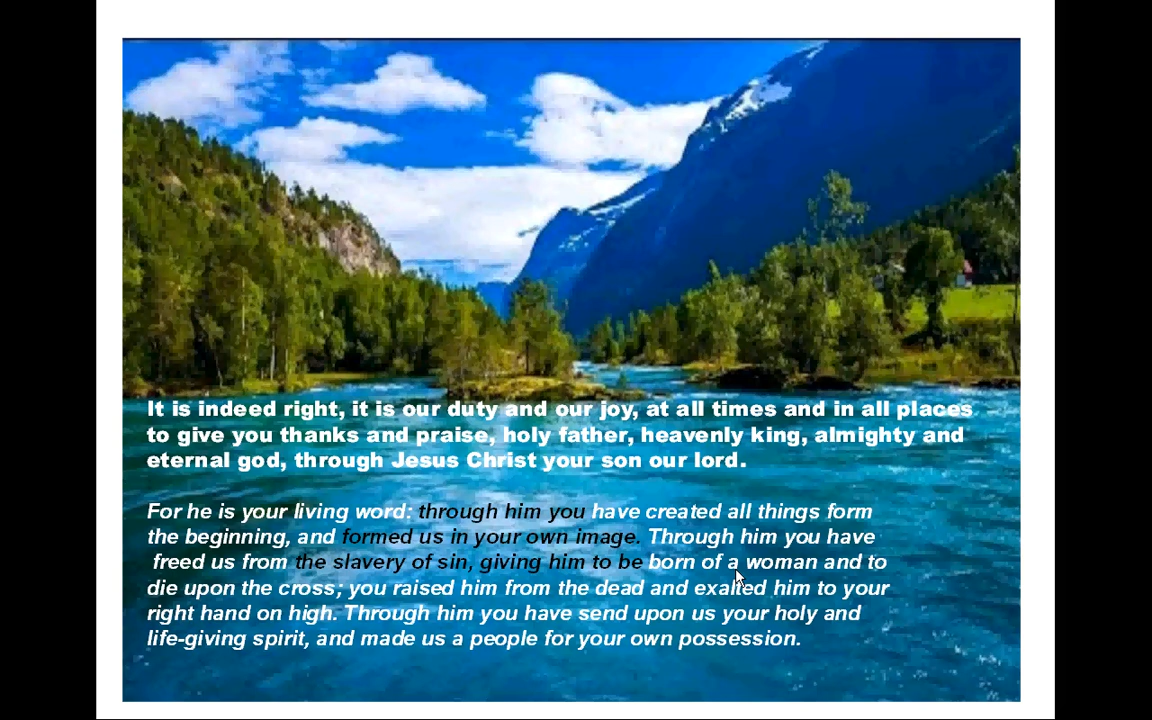 It is indeed right, it is our duty and our joy, at all times and in all places
to give you thanks and praise, holy father, heavenly king, almighty and
eternal god, through Jesus Christ your son our lord.
For he is your living word: through him you have created all things form
the beginning, and formed us in your own image. Through him you have
freed us from the slavery of sin, giving him to be born of a woman and to
die upon the cross; you raised him from the dead and exalted him to your
right hand on high. Through him you have send upon us your holy and
life-giving spirit, and made us a people for your own possession.